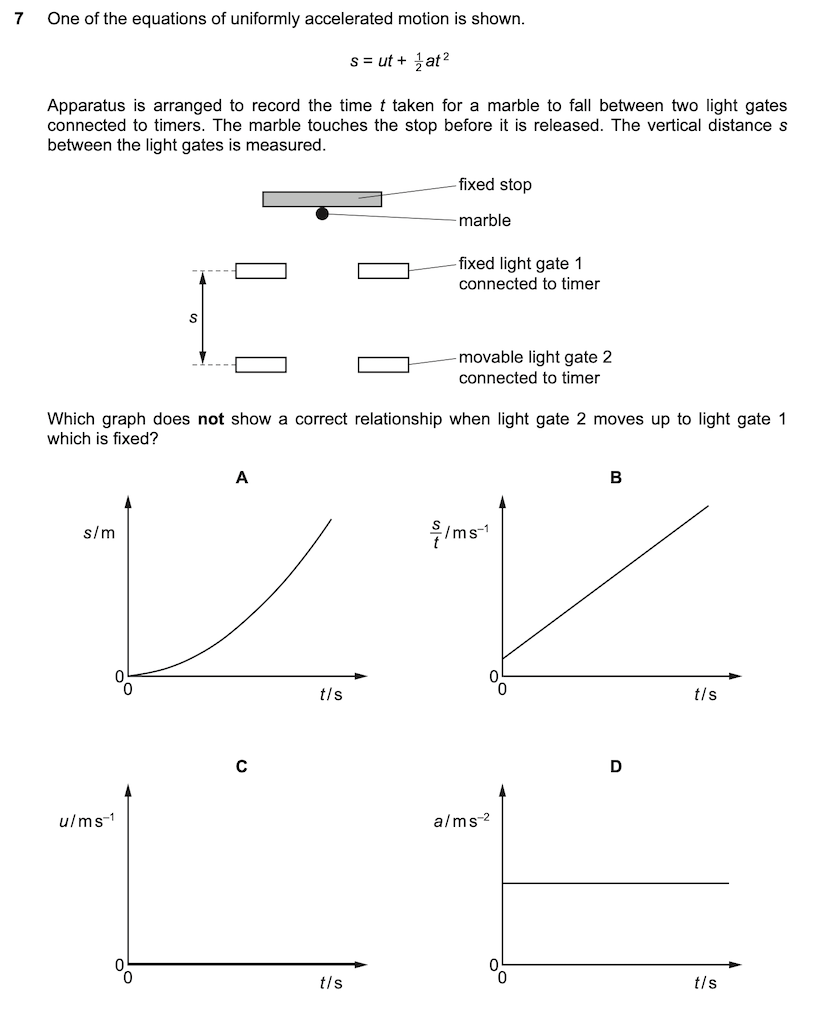 7 One of the equations of uniformly accelerated motion is shown.
s = ut + ½at²
Apparatus is arranged to record the time t taken for a marble to fall between two light gates
connected to timers. The marble touches the stop before it is released. The vertical distance s
between the light gates is measured.
fixed stop
marble
fixed light gate 1
connected to timer
s
movable light gate 2
connected to timer
Which graph does not show a correct relationship when light gate 2 moves up to light gate 1
which is fixed?
A
s/m
0
0
t/s
B
s/t /ms⁻¹
0
0
t/s
C
u/ms⁻¹
0
0
t/s
D
a/ms⁻²
0
0
t/s